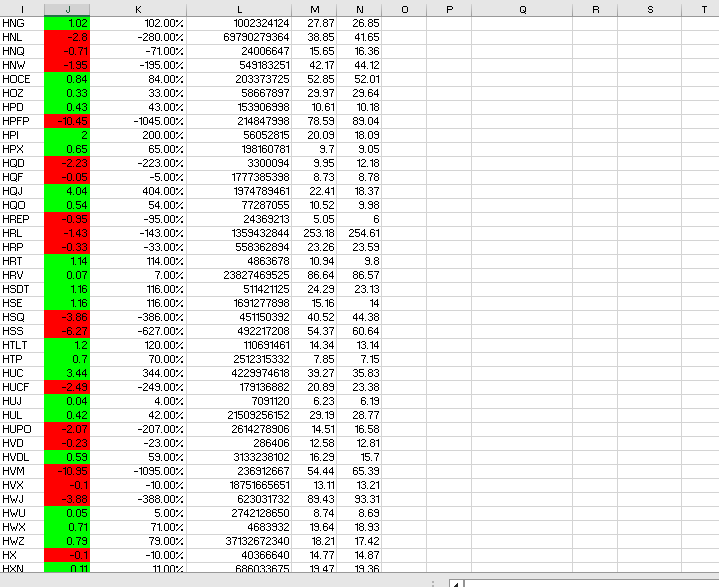 I J K L M N O P Q R S T
HNG 1.02 102.00% 1002324124 27.87 26.85
HNL -2.8 -280.00% 69790279364 38.85 41.65
HNQ -0.71 -71.00% 24006647 15.65 16.36
HNW -1.95 -195.00% 549183251 42.17 44.12
HOCE 0.84 84.00% 203373725 52.85 52.01
HOZ 0.33 33.00% 58667897 29.97 29.64
HPD 0.43 43.00% 153906998 10.61 10.18
HPFP -10.45 -1045.00% 214847998 78.59 89.04
HPI 2 200.00% 56052815 20.09 18.09
HPX 0.65 65.00% 198160781 9.7 9.05
HQD -2.23 -223.00% 3300094 9.95 12.18
HQF -0.05 -5.00% 1777385398 8.73 8.78
HQJ 4.04 404.00% 1974789461 22.41 18.37
HQO 0.54 54.00% 77287055 10.52 9.98
HREP -0.95 -95.00% 24369213 5.05 6
HRL -1.43 -143.00% 1359432844 253.18 254.61
HRP -0.33 -33.00% 558362894 23.26 23.59
HRT 1.14 114.00% 4863678 10.94 9.8
HRV 0.07 7.00% 23827469525 86.64 86.57
HSDT 1.16 116.00% 511421125 24.29 23.13
HSE 1.16 116.00% 1691277898 15.16 14
HSQ -3.86 -386.00% 451150392 40.52 44.38
HSS -6.27 -627.00% 492217208 54.37 60.64
HTLT 1.2 120.00% 110691461 14.34 13.14
HTP 0.7 70.00% 2512315332 7.85 7.15
HUC 3.44 344.00% 4229974618 39.27 35.83
HUCF -2.49 -249.00% 179136882 20.89 23.38
HUJ 0.04 4.00% 7091120 6.23 6.19
HUL 0.42 42.00% 21509256152 29.19 28.77
HUPO -2.07 -207.00% 2614278906 14.51 16.58
HVD -0.23 -23.00% 286406 12.58 12.81
HVDL 0.59 59.00% 3133238102 16.29 15.7
HVM -10.95 -1095.00% 236912667 54.44 65.39
HVX -0.1 -10.00% 18751665651 13.11 13.21
HWJ -3.88 -388.00% 623031732 89.43 93.31
HWU 0.05 5.00% 2742128650 8.74 8.69
HWX 0.71 71.00% 4683932 19.64 18.93
HWZ 0.79 79.00% 37132672340 18.21 17.42
HX -0.1 -10.00% 40366640 14.77 14.87
HXN 0.11 11.00% 686033675 19.47 19.36